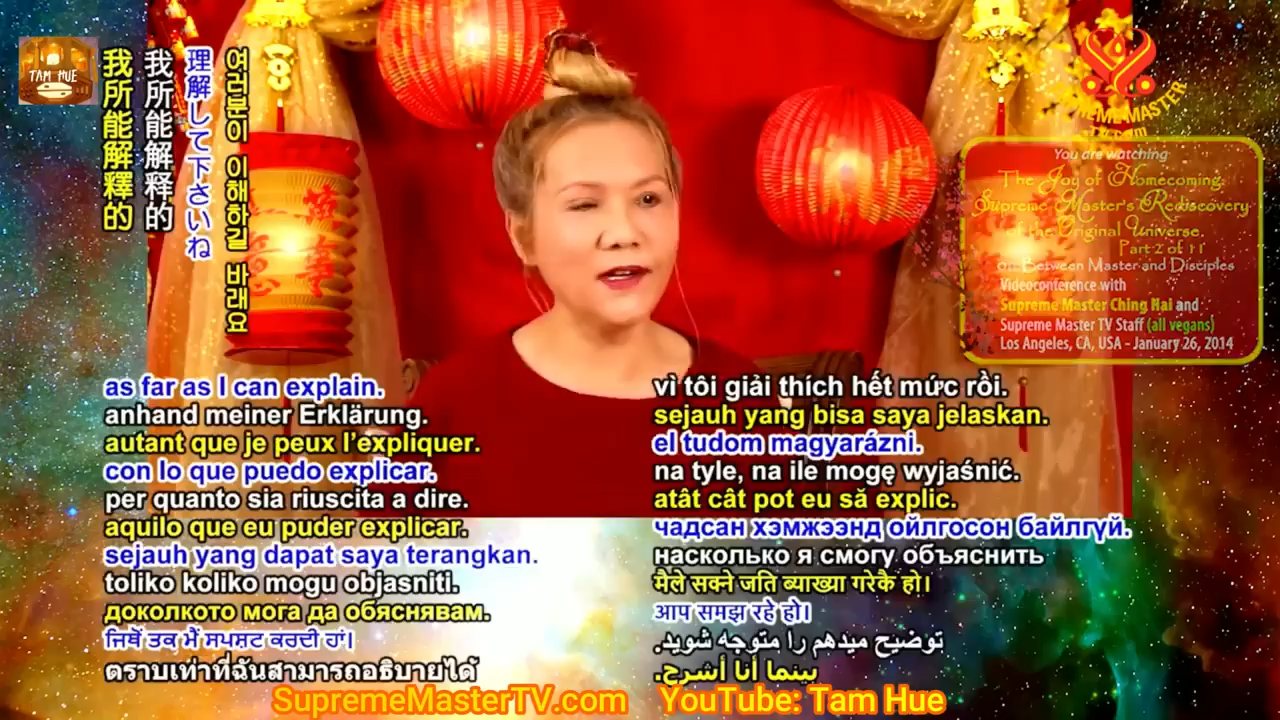 TAM HUE
我所能解釋的
我所能解释的
理解して下さいね
여러분이 이해하길 바래요
SUPREME MASTER
TV.com
You are watching
The Joy of Homecoming:
Supreme Master's Rediscovery
of the Original Universe,
Part 2 of 11
on Between Master and Disciples
Videoconference with
Supreme Master Ching Hai and
Supreme Master TV Staff (all vegans)
Los Angeles, CA, USA - January 26, 2014
as far as I can explain.
anhand meiner Erklärung.
autant que je peux l’expliquer.
con lo que puedo explicar.
per quanto sia riuscita a dire.
aquilo que eu puder explicar.
sejauh yang dapat saya terangkan.
toliko koliko mogu objasniti.
доколкото мога да обяснявам.
ਜਿਥੋਂ ਤਕ ਮੈਂ ਸਪਸ਼ਟ ਕਰਦੀ ਹਾਂ।
ตราบเท่าที่ฉันสามารถอธิบายได้
vì tôi giải thích hết mức rồi.
sejauh yang bisa saya jelaskan.
el tudom magyarázni.
na tyle, na ile mogę wyjaśnić.
atât cât pot eu să explic.
чадсан хэмжээнд ойлгосон байлгүй.
насколько я смогу объяснить
मैले सक्ने जति ब्याख्या गरेकै हो।
आप समझ रहे हो।
توضیح میدهم را متوجه شوید.
بينما أنا أشرح.
SupremeMasterTV.com
YouTube: Tam Hue